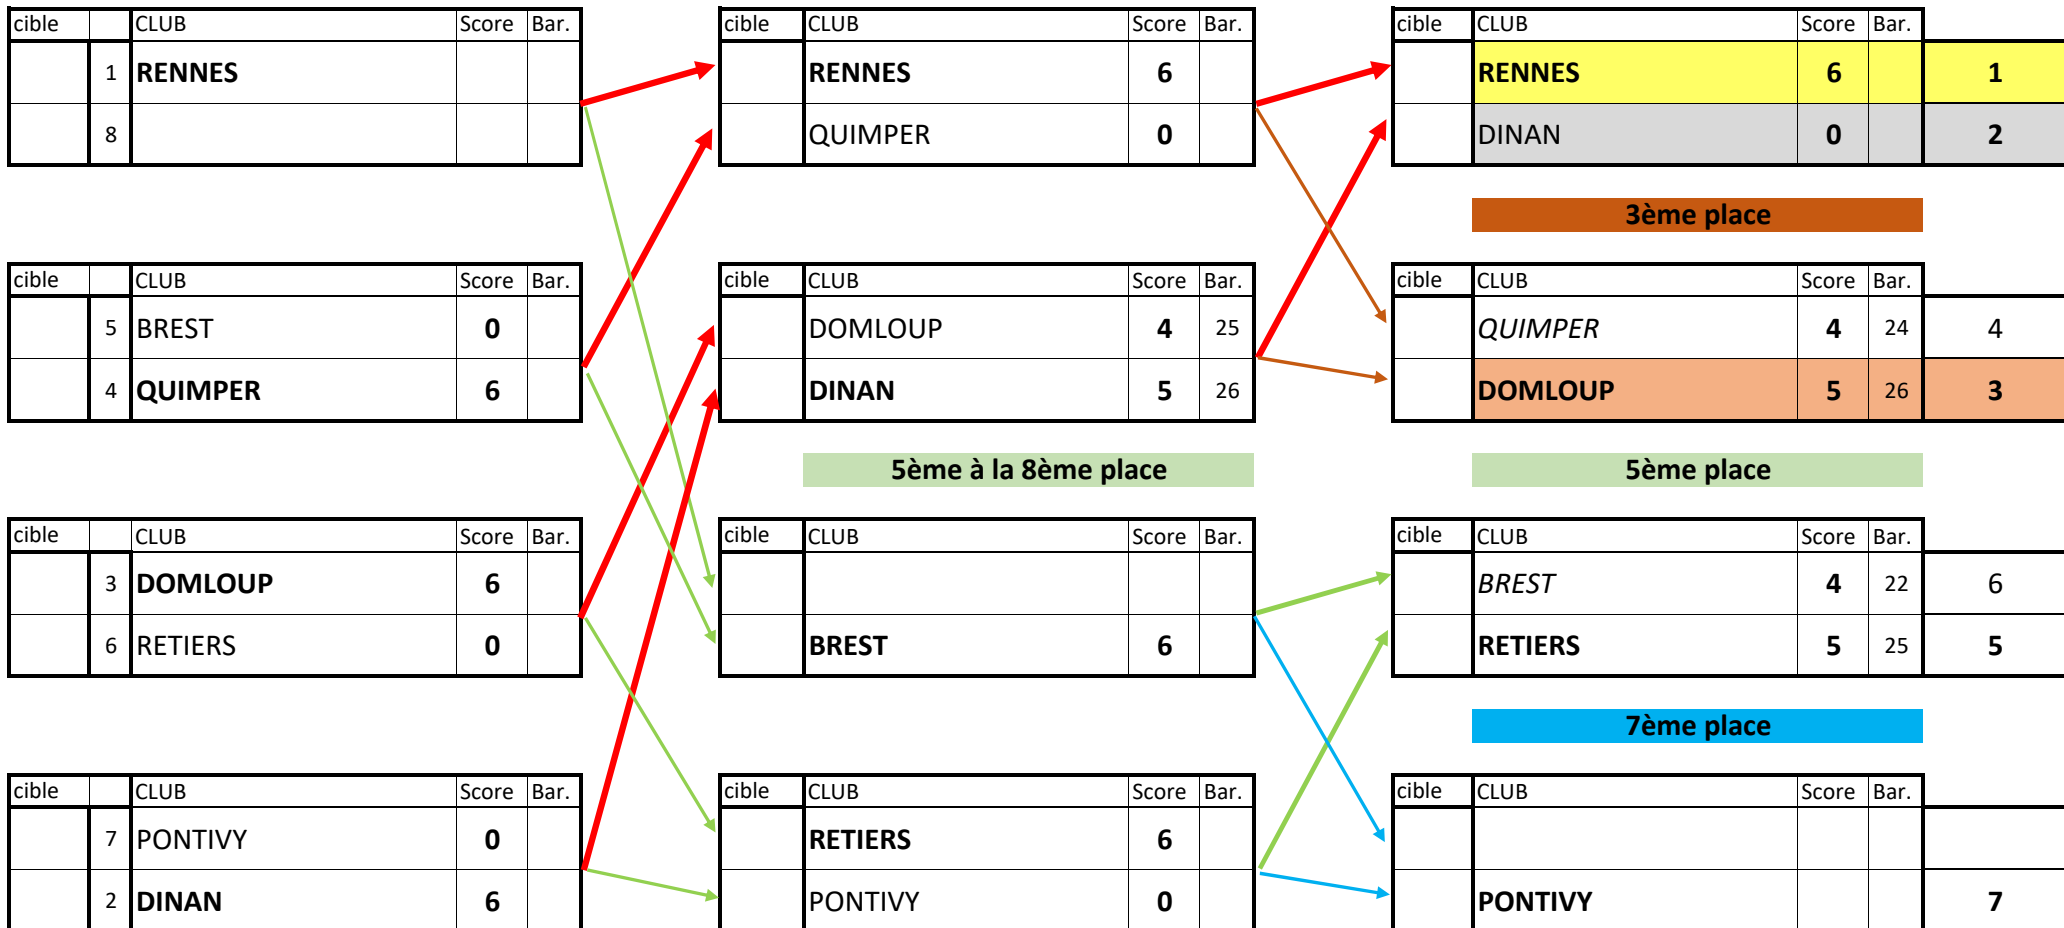 cible CLUB Score Bar. cible CLUB Score Bar. cible CLUB Score Bar.
1 RENNES RENNES 6 RENNES 6 1
8 QUIMPER 0 DINAN 0 2
3ème place
cible CLUB Score Bar. cible CLUB Score Bar. cible CLUB Score Bar.
5 BREST 0 DOMLOUP 4 25 QUIMPER 4 24 4
4 QUIMPER 6 DINAN 5 26 DOMLOUP 5 26 3
5ème à la 8ème place 5ème place
cible CLUB Score Bar. cible CLUB Score Bar. cible CLUB Score Bar.
3 DOMLOUP 6 BREST 4 22 6
6 RETIERS 0 BREST 6 RETIERS 5 25 5
7ème place
cible CLUB Score Bar. cible CLUB Score Bar. cible CLUB Score Bar.
7 PONTIVY 0 RETIERS 6
2 DINAN 6 PONTIVY 0 PONTIVY 7